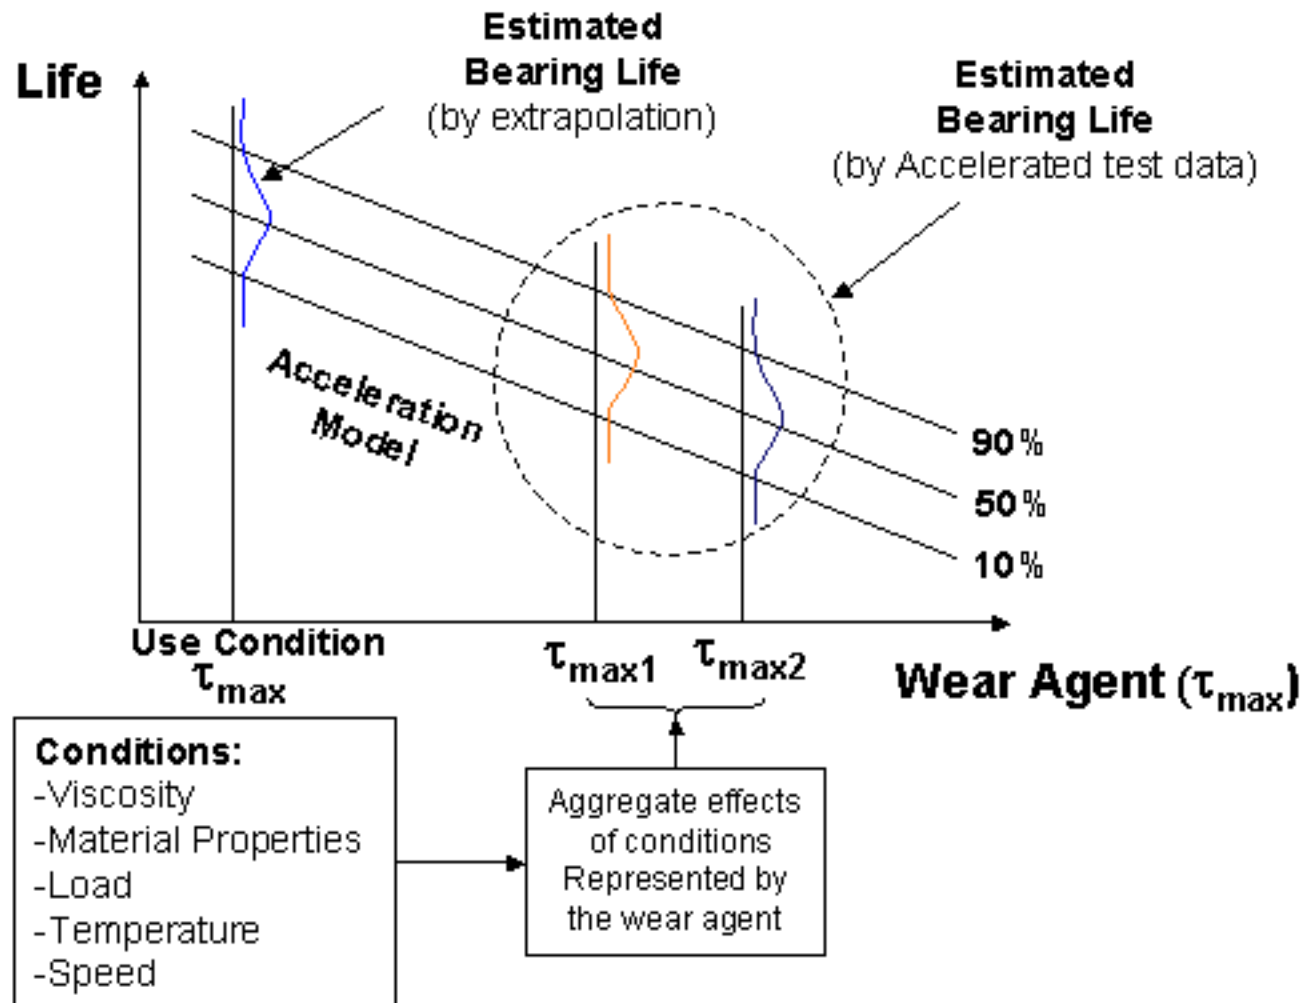 Estimated
Bearing Life
(by extrapolation)
Life
Estimated
Bearing Life
(by Accelerated test data)
Acceleration
Model
90%
50%
10%
Use Condition
τmax
τmax1
τmax2
Wear Agent (τmax)
Conditions:
-Viscosity
-Material Properties
-Load
-Temperature
-Speed
Aggregate effects
of conditions
Represented by
the wear agent